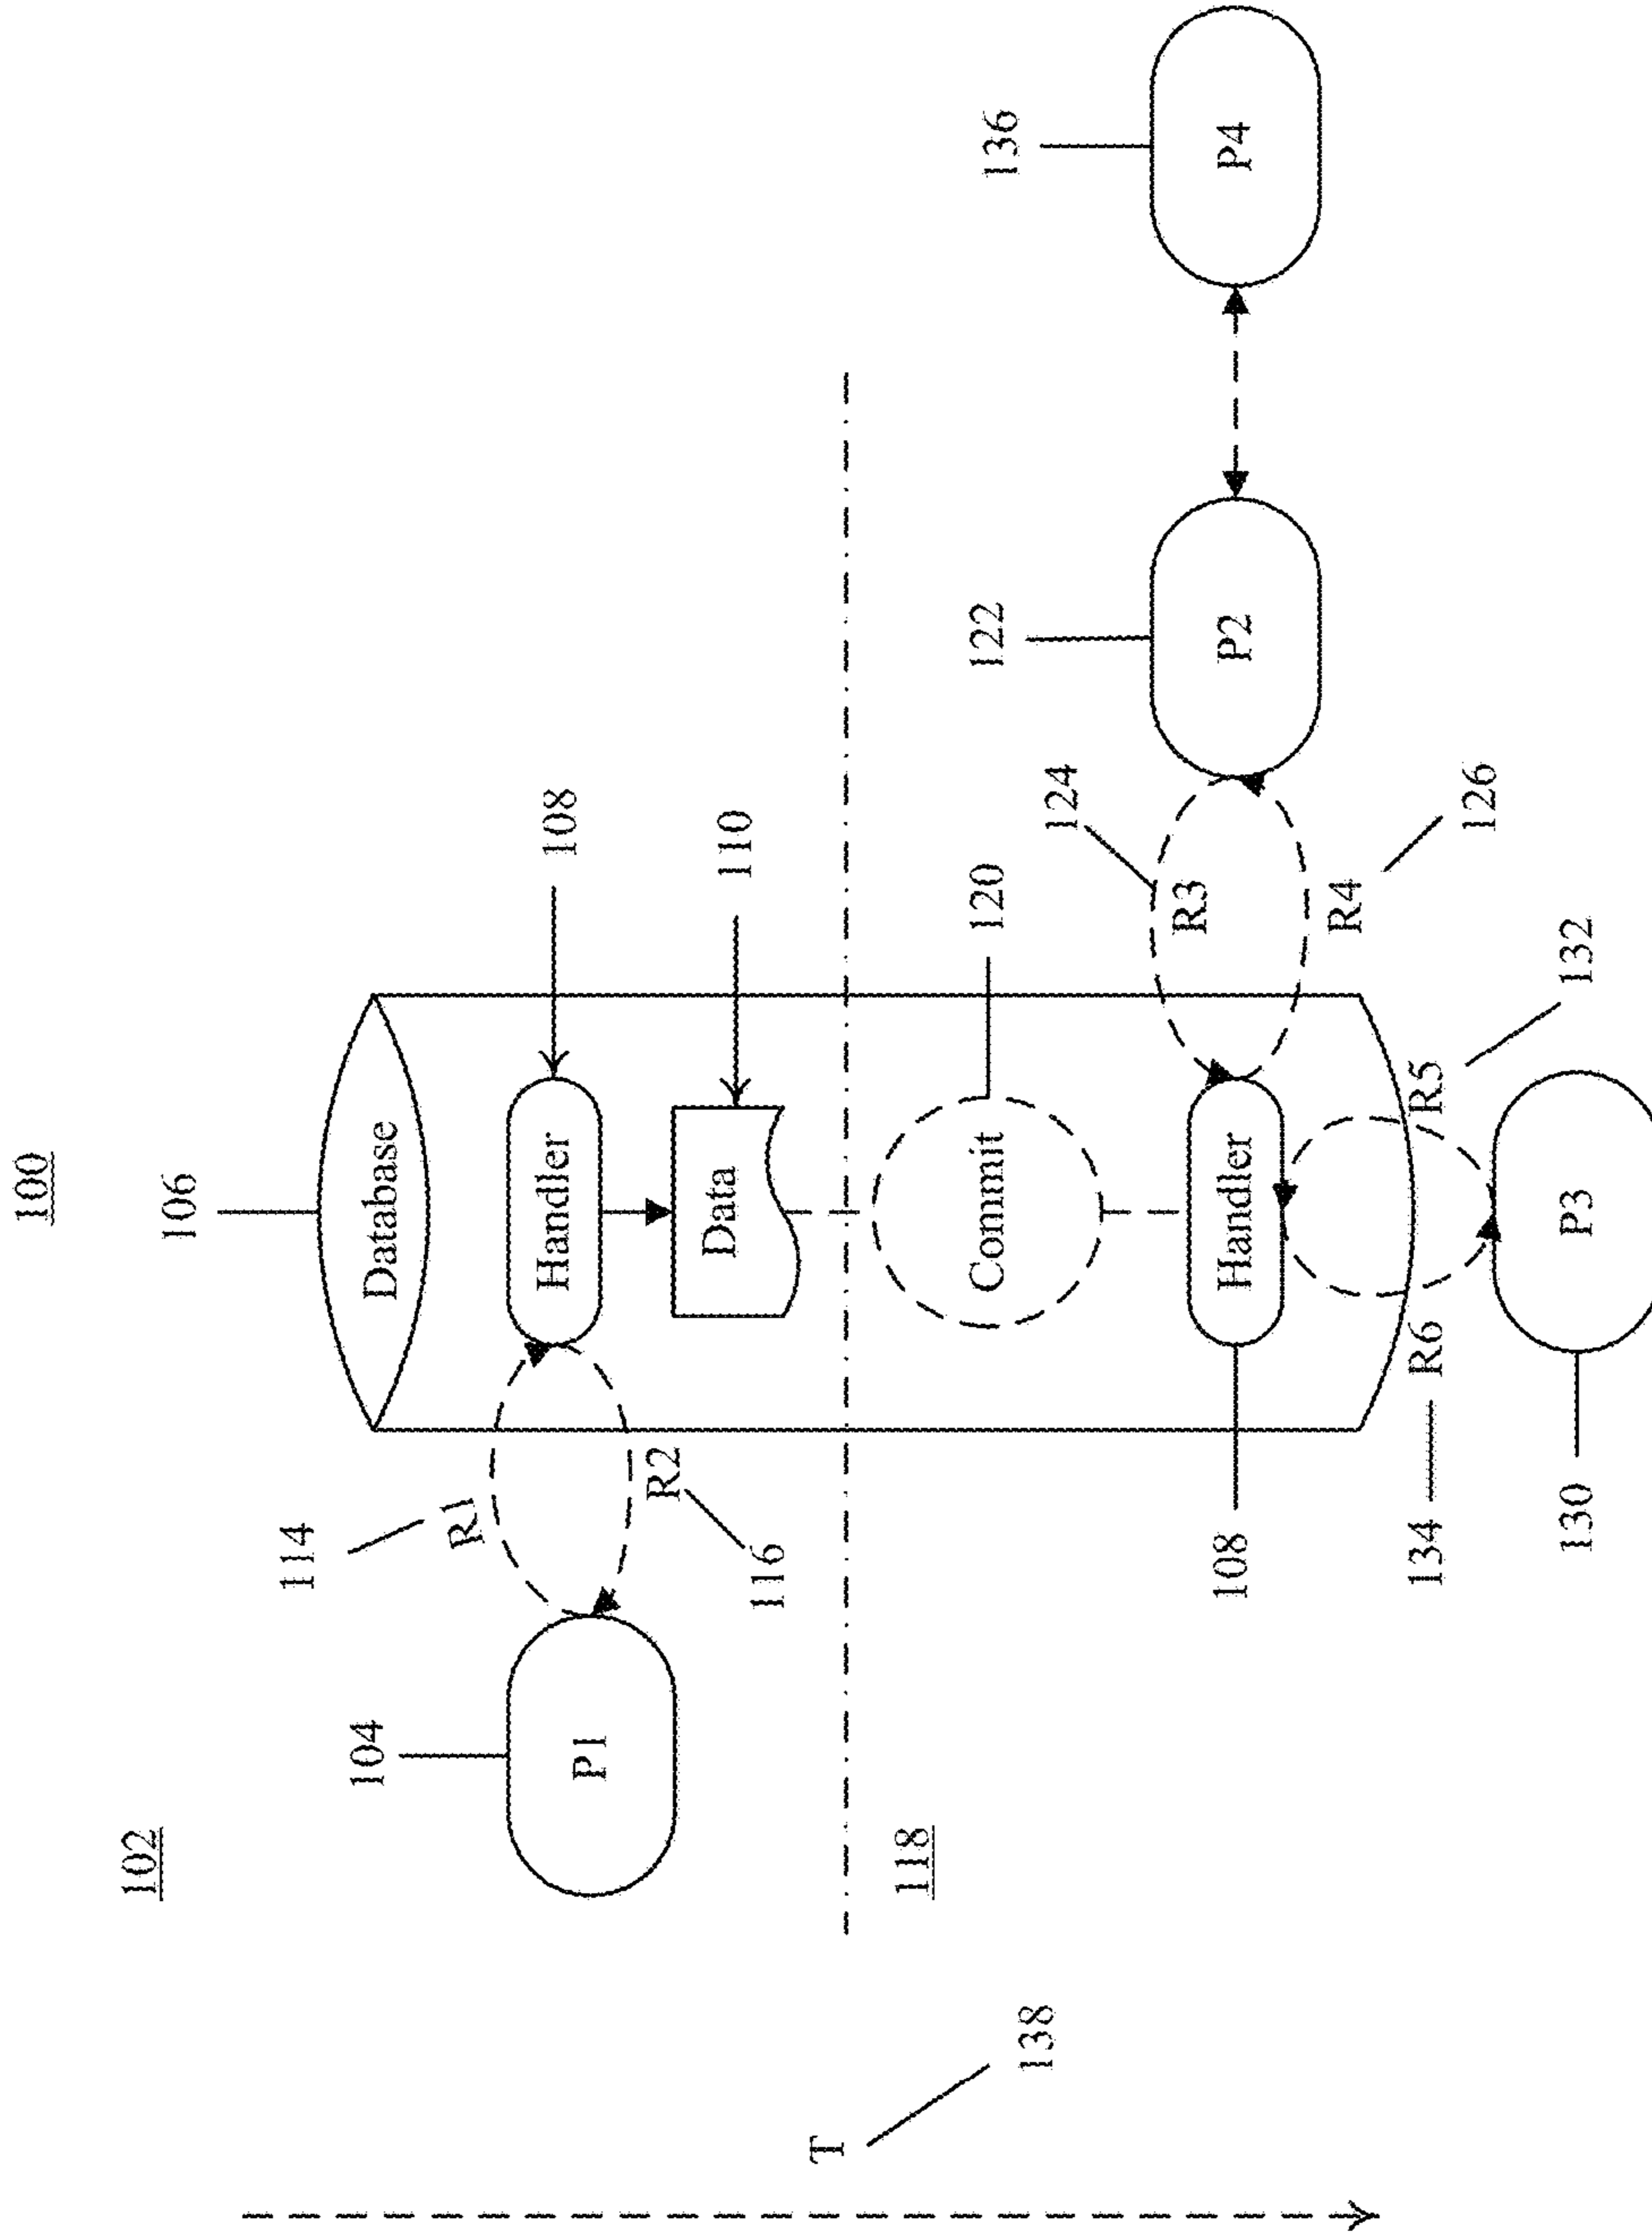 100
102
106
114
104
Database
R1
Handler
108
P1
R2
Data
110
116
T
118
Commit
120
122
136
138
124
R3
108
Handler
P2
P4
R4
134
R6
R5
126
130
P3
132